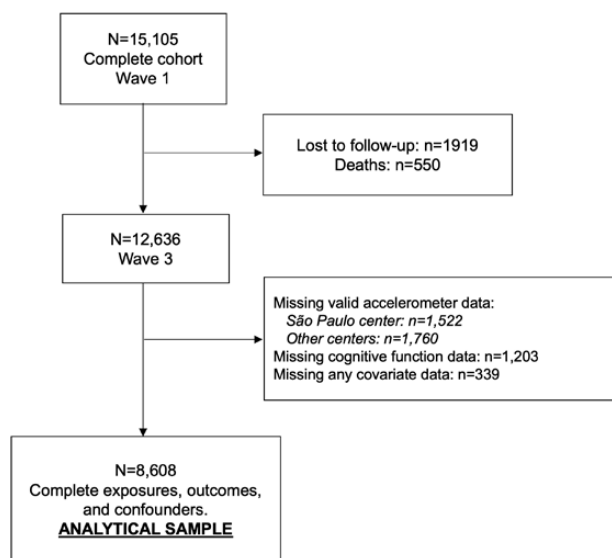 N=15,105
Complete cohort
Wave 1
Lost to follow-up: n=1919
Deaths: n=550
N=12,636
Wave 3
Missing valid accelerometer data:
São Paulo center: n=1,522
Other centers: n=1,760
Missing cognitive function data: n=1,203
Missing any covariate data: n=339
N=8,608
Complete exposures, outcomes,
and confounders.
ANALYTICAL SAMPLE